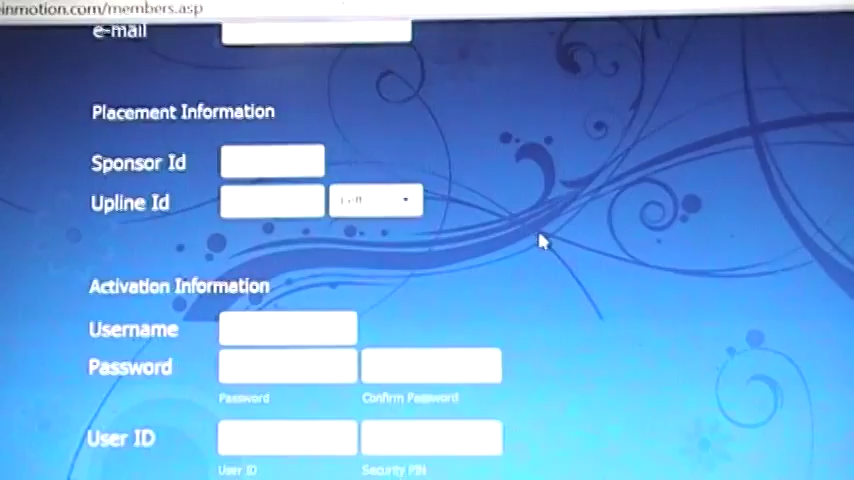 inmotion.com/members.asp
e-mail
Placement Information
Sponsor Id
Upline Id Left
Activation Information
Username
Password
Password Confirm Password
User ID
User ID Security PIN